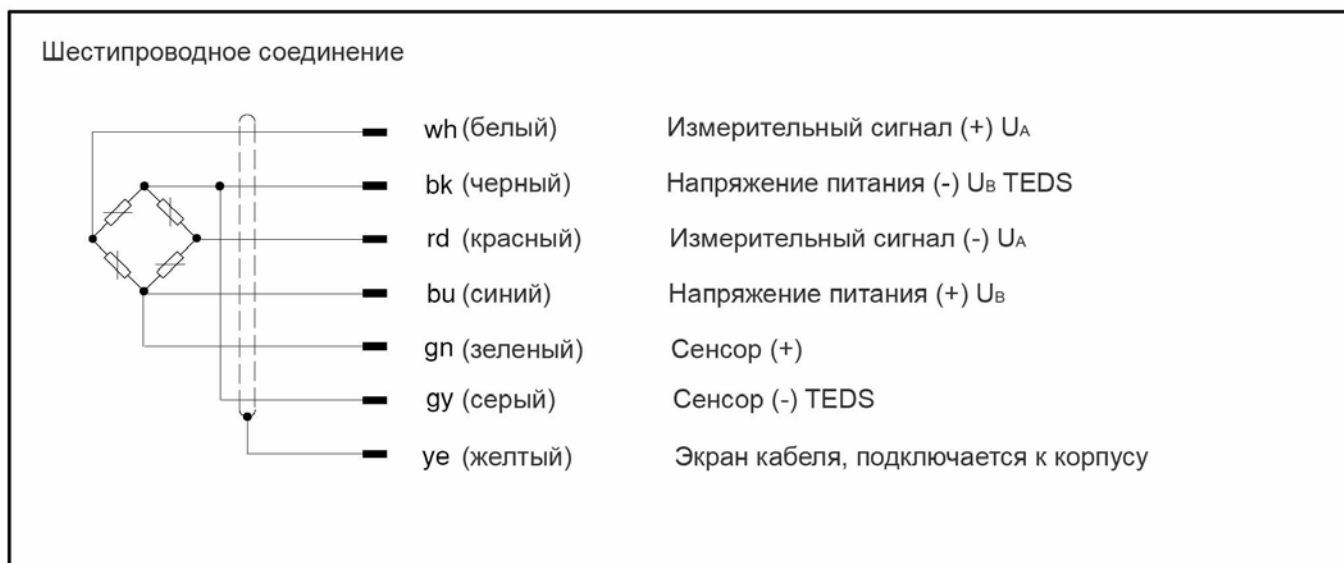 Шестипроводное соединение
wh (белый) Измерительный сигнал (+) UA
bk (черный) Напряжение питания (-) UB TEDS
rd (красный) Измерительный сигнал (-) UA
bu (синий) Напряжение питания (+) UB
gn (зеленый) Сенсор (+)
gy (серый) Сенсор (-) TEDS
ye (желтый) Экран кабеля, подключается к корпусу